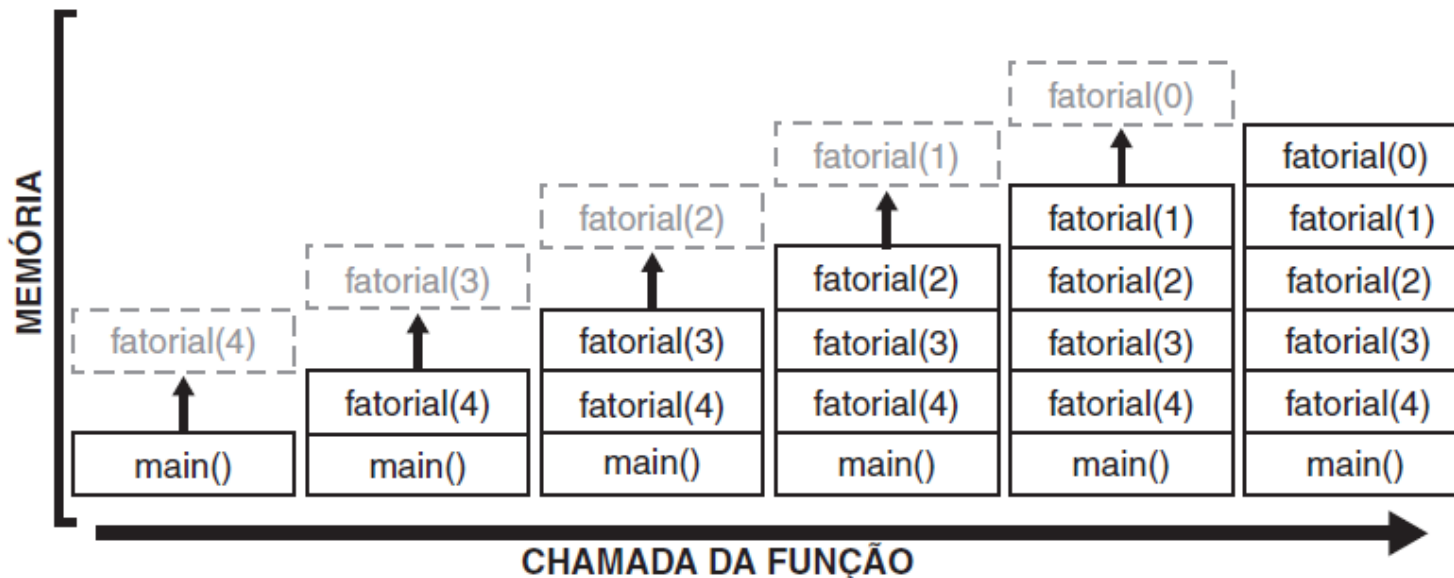 MEMÓRIA
fatorial(4)
main()
fatorial(3)
fatorial(4)
main()
fatorial(2)
fatorial(3)
fatorial(4)
main()
fatorial(1)
fatorial(2)
fatorial(3)
fatorial(4)
main()
fatorial(0)
fatorial(1)
fatorial(2)
fatorial(3)
fatorial(4)
main()
fatorial(0)
fatorial(1)
fatorial(2)
fatorial(3)
fatorial(4)
main()
CHAMADA DA FUNÇÃO